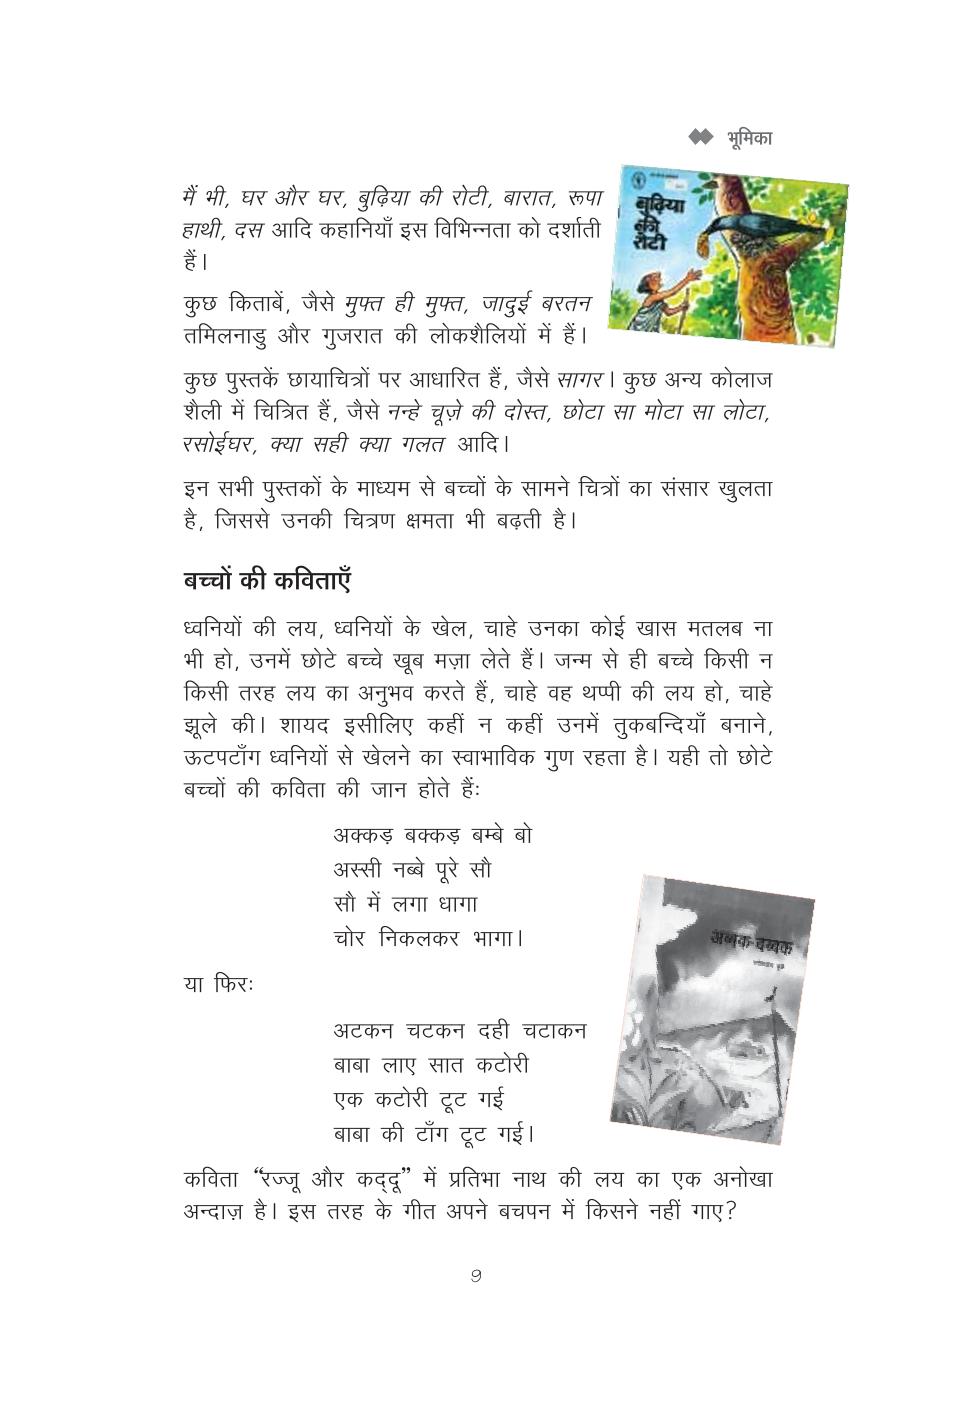 भूमिका
मैं भी, घर और घर, बुढ़िया की रोटी, बारात, रूपा
हाथी, दस आदि कहानियाँ इस विभिन्नता को दर्शाती
हैं।
बुढ़िया
की
रोटी
कुछ किताबें, जैसे मुफ्त ही मुफ्त, जादुई बरतन
तमिलनाडु और गुजरात की लोकशैलियों में हैं।
कुछ पुस्तकें छायाचित्रों पर आधारित हैं, जैसे सागर। कुछ अन्य कोलाज
शैली में चित्रित हैं, जैसे नन्हे चूज़े की दोस्त, छोटा सा मोटा सा लोटा,
रसोईघर, क्या सही क्या गलत आदि।
इन सभी पुस्तकों के माध्यम से बच्चों के सामने चित्रों का संसार खुलता
है, जिससे उनकी चित्रण क्षमता भी बढ़ती है।
बच्चों की कविताएँ
ध्वनियों की लय, ध्वनियों के खेल, चाहे उनका कोई खास मतलब ना
भी हो, उनमें छोटे बच्चे खूब मज़ा लेते हैं। जन्म से ही बच्चे किसी न
किसी तरह लय का अनुभव करते हैं, चाहे वह थप्पी की लय हो, चाहे
झूले की। शायद इसीलिए कहीं न कहीं उनमें तुकबन्दियाँ बनाने,
ऊटपटाँग ध्वनियों से खेलने का स्वाभाविक गुण रहता है। यही तो छोटे
बच्चों की कविता की जान होते हैं:
अक्कड़ बक्कड़ बम्बे बो
अस्सी नब्बे पूरे सौ
सौ में लगा धागा
चोर निकलकर भागा।
अब्बक-दब्बक
या फिर:
अटकन चटकन दही चटाकन
बाबा लाए सात कटोरी
एक कटोरी टूट गई
बाबा की टाँग टूट गई।
कविता “रज्जू और कद्दू” में प्रतिभा नाथ की लय का एक अनोखा
अन्दाज़ है। इस तरह के गीत अपने बचपन में किसने नहीं गाए?
9